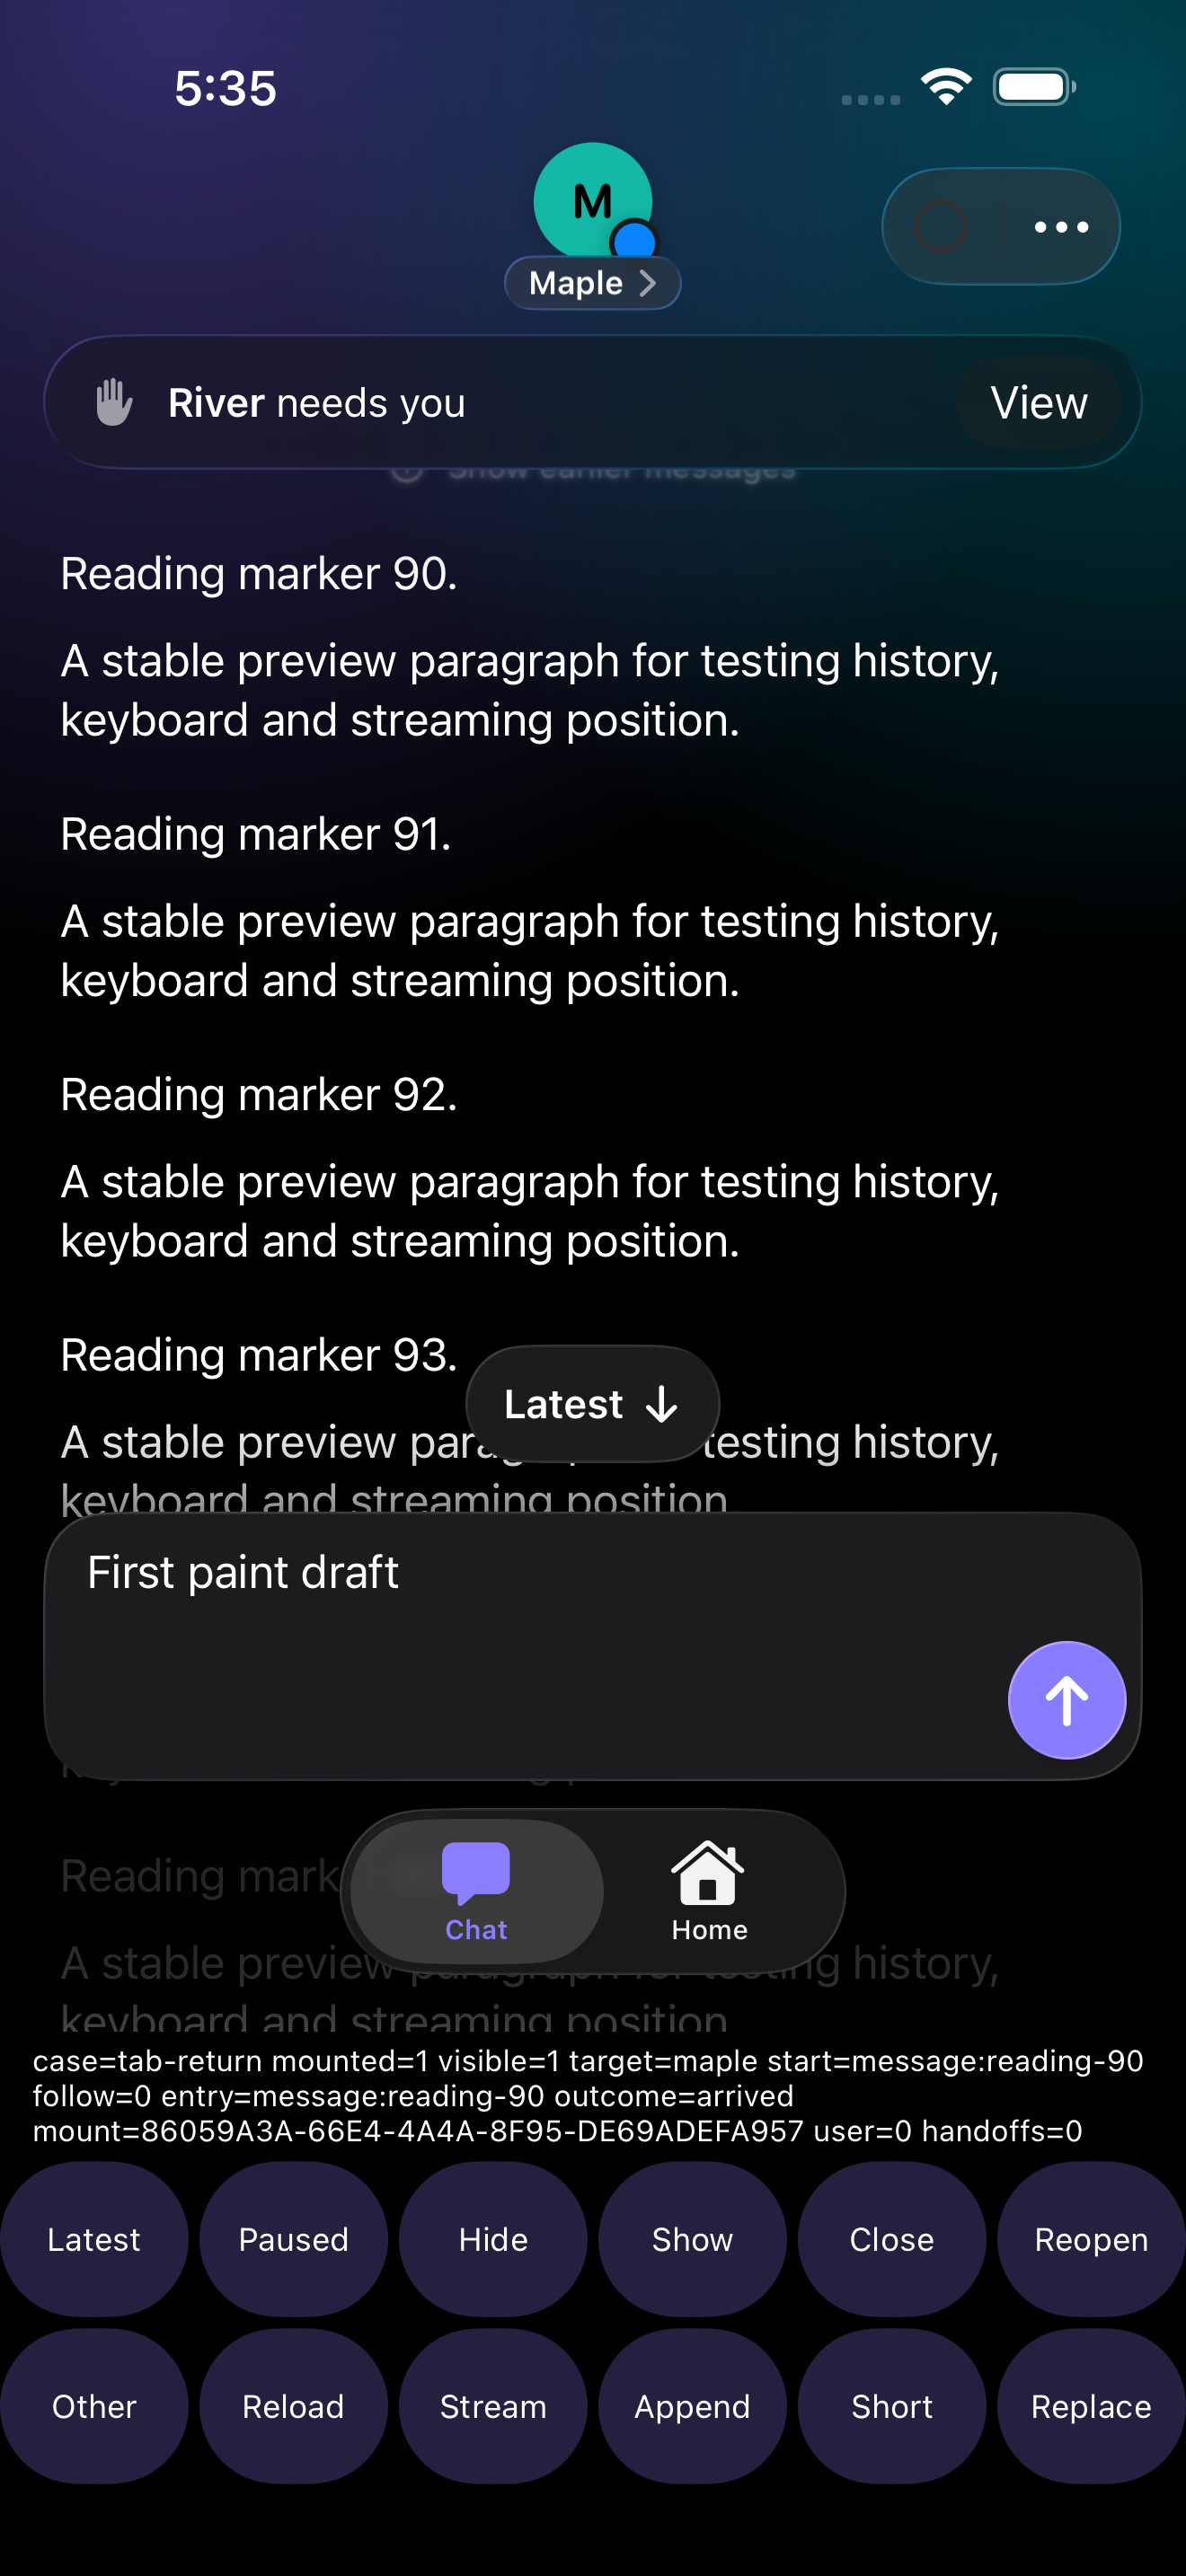 5:35
M
Maple
River needs you
View
Show earlier messages
Reading marker 90.
A stable preview paragraph for testing history,
keyboard and streaming position.
Reading marker 91.
A stable preview paragraph for testing history,
keyboard and streaming position.
Reading marker 92.
A stable preview paragraph for testing history,
keyboard and streaming position.
Reading marker 93.
Latest
A stable preview testing history,
keyboard and streaming position
First paint draft
Reading
Chat
Home
A stable preview paragraph for testing history,
keyboard and streaming position
case=tab-return mounted=1 visible=1 target=maple start=message:reading-90
follow=0 entry=message:reading-90 outcome=arrived
mount=86059A3A-66E4-4A4A-8F95-DE69ADEFA957 user=0 handoffs=0
Latest Paused Hide Show Close Reopen
Other Reload Stream Append Short Replace